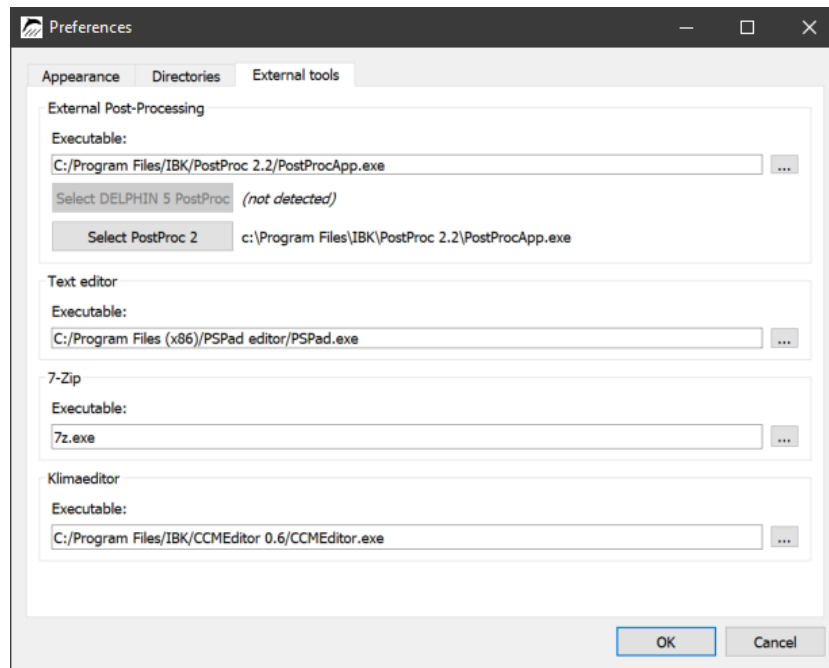 Preferences
Appearance Directories External tools
External Post-Processing
Executable:
C:/Program Files/IBK/PostProc 2.2/PostProcApp.exe ...
Select DELPHIN 5 PostProc (not detected)
Select PostProc 2 c:\Program Files\IBK\PostProc 2.2\PostProcApp.exe
Text editor
Executable:
C:/Program Files (x86)/PSPad editor/PSPad.exe ...
7-Zip
Executable:
7z.exe ...
Klimaeditor
Executable:
C:/Program Files/IBK/CCMEditor 0.6/CCMEditor.exe ...
OK Cancel